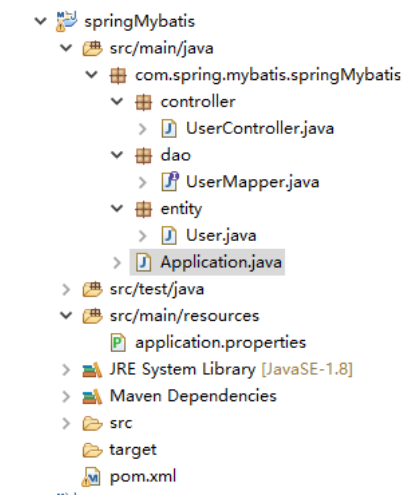 springMybatis
src/main/java
com.spring.mybatis.springMybatis
controller
UserController.java
dao
UserMapper.java
entity
User.java
Application.java
src/test/java
src/main/resources
application.properties
JRE System Library [JavaSE-1.8]
Maven Dependencies
src
target
pom.xml